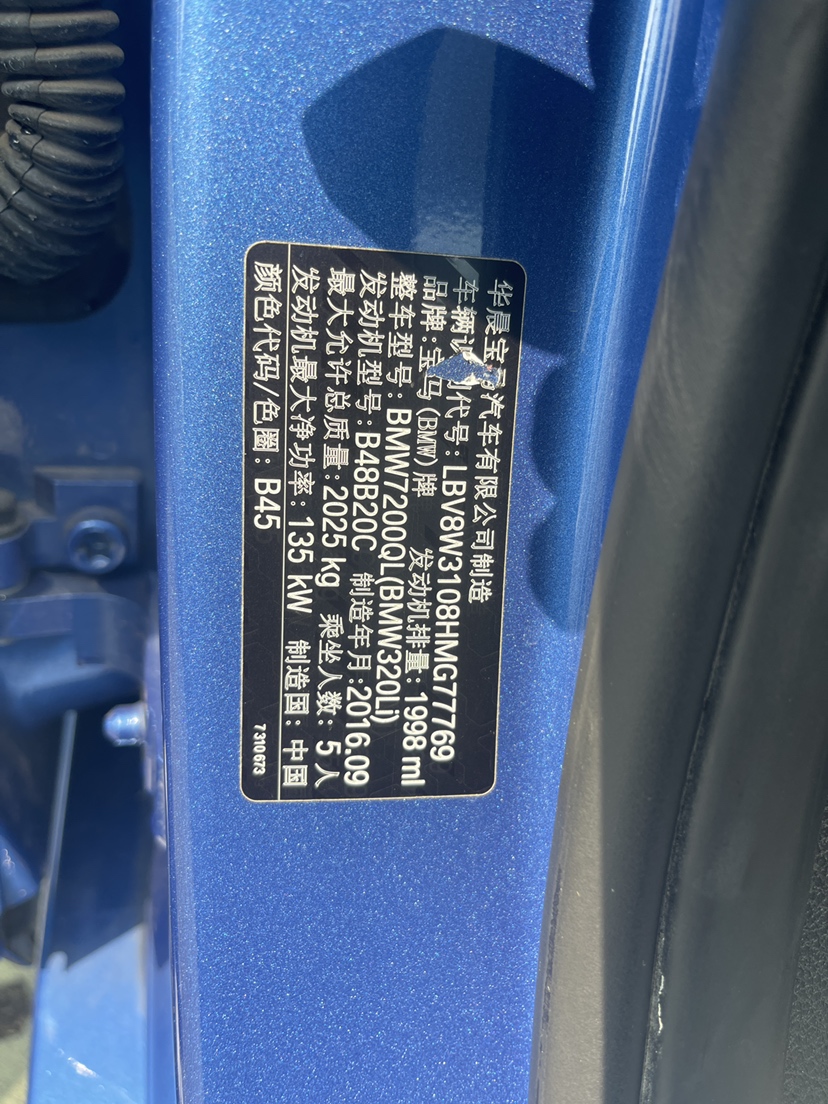 华晨宝马汽车有限公司制造
车辆识别代号: LBV8W3108HMG77769
品牌: 宝马(BMW)牌 发动机排量: 1998 ml
整车型号: BMW7200QL(BMW320Li)
发动机型号: B48B20C 制造年月: 2016.09
最大允许总质量: 2025 kg 乘坐人数: 5人
发动机最大净功率: 135 kW 制造国: 中国
颜色代码/色圈: B45 7310673